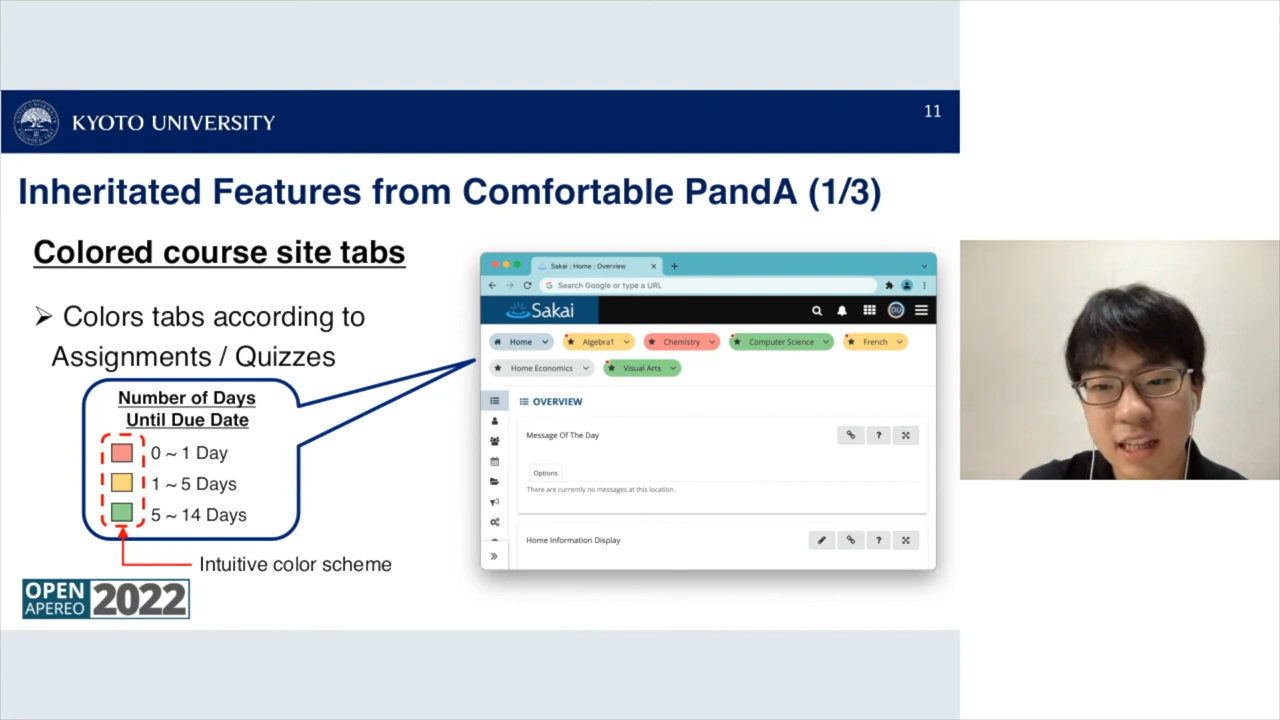 KYOTO UNIVERSITY
11
Inheritated Features from Comfortable PandA (1/3)
Colored course site tabs
➢ Colors tabs according to
Assignments / Quizzes
Number of Days
Until Due Date
0 ~ 1 Day
1 ~ 5 Days
5 ~ 14 Days
Intuitive color scheme
OPEN
APEREO
2022
Sakai : Home : Overview
Search Google or type a URL
Sakai
Home Algebra1 Chemistry Computer Science French
Home Economics Visual Arts
OVERVIEW
Message Of The Day
Options
There are currently no messages at this location.
Home Information Display